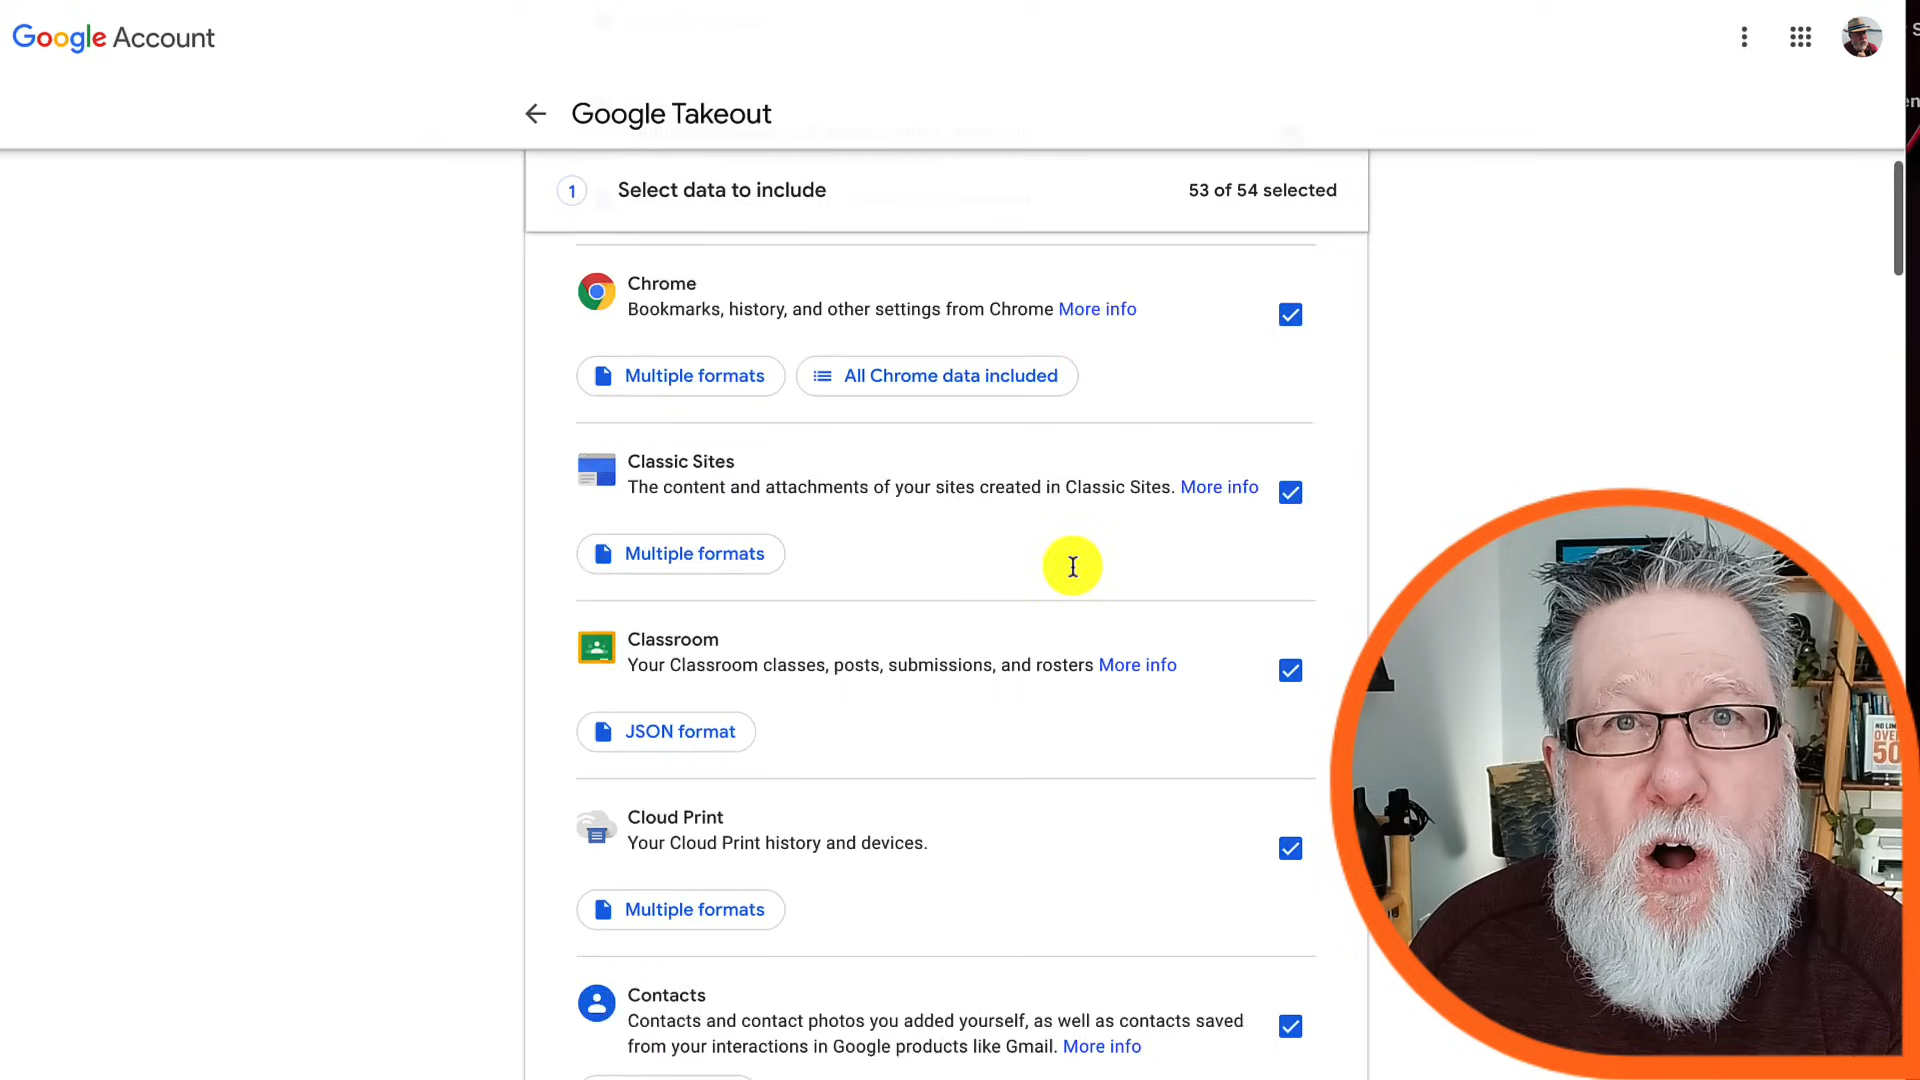 Google Account
Google Takeout
1 Select data to include 53 of 54 selected
Chrome
Bookmarks, history, and other settings from Chrome More info
Multiple formats All Chrome data included
Classic Sites
The content and attachments of your sites created in Classic Sites. More info
Multiple formats
Classroom
Your Classroom classes, posts, submissions, and rosters More info
JSON format
Cloud Print
Your Cloud Print history and devices.
Multiple formats
Contacts
Contacts and contact photos you added yourself, as well as contacts saved
from your interactions in Google products like Gmail. More info
OVER
50